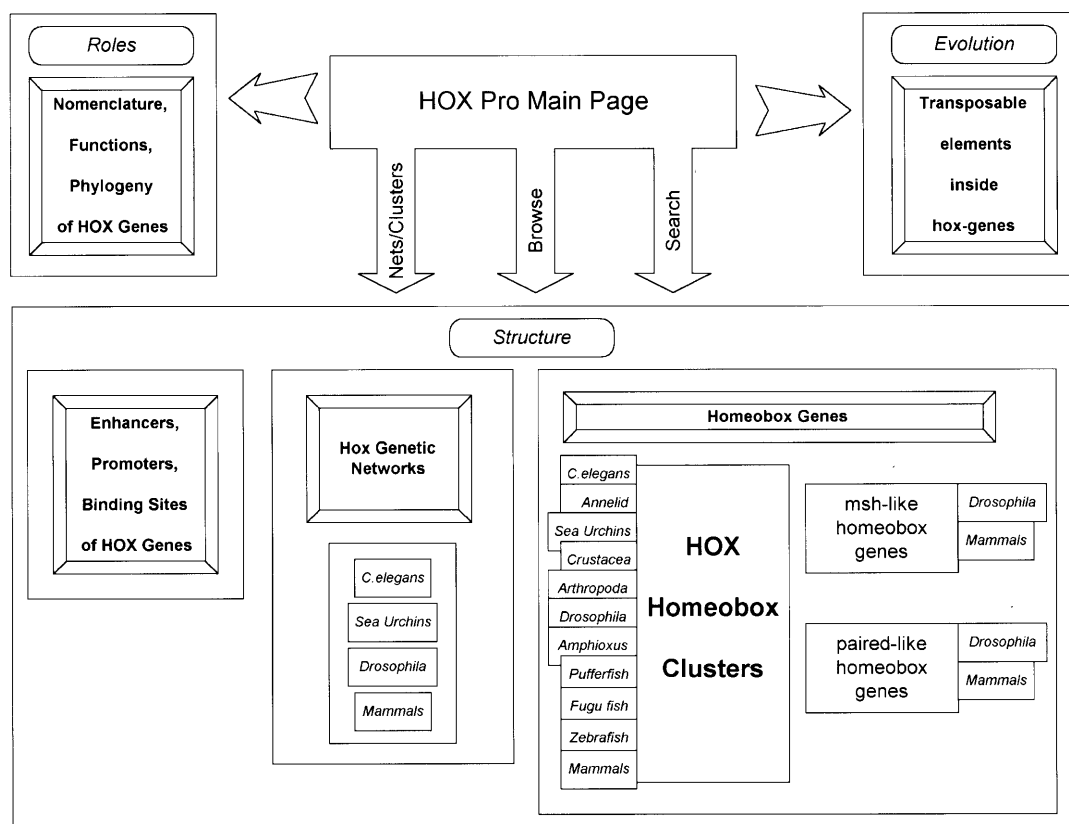 Roles
Nomenclature,
Functions,
Phylogeny
of HOX Genes
HOX Pro Main Page
Evolution
Transposable
elements
inside
hox-genes
Nets/Clusters
Browse
Search
Structure
Enhancers,
Promoters,
Binding Sites
of HOX Genes
Hox Genetic
Networks
C.elegans
Sea Urchins
Drosophila
Mammals
Homeobox Genes
C.elegans
Annelid
Sea Urchins
Crustacea
Arthropoda
Drosophila
Amphioxus
Pufferfish
Fugu fish
Zebrafish
Mammals
HOX
Homeobox
Clusters
msh-like
homeobox
genes
Drosophila
Mammals
paired-like
homeobox
genes
Drosophila
Mammals